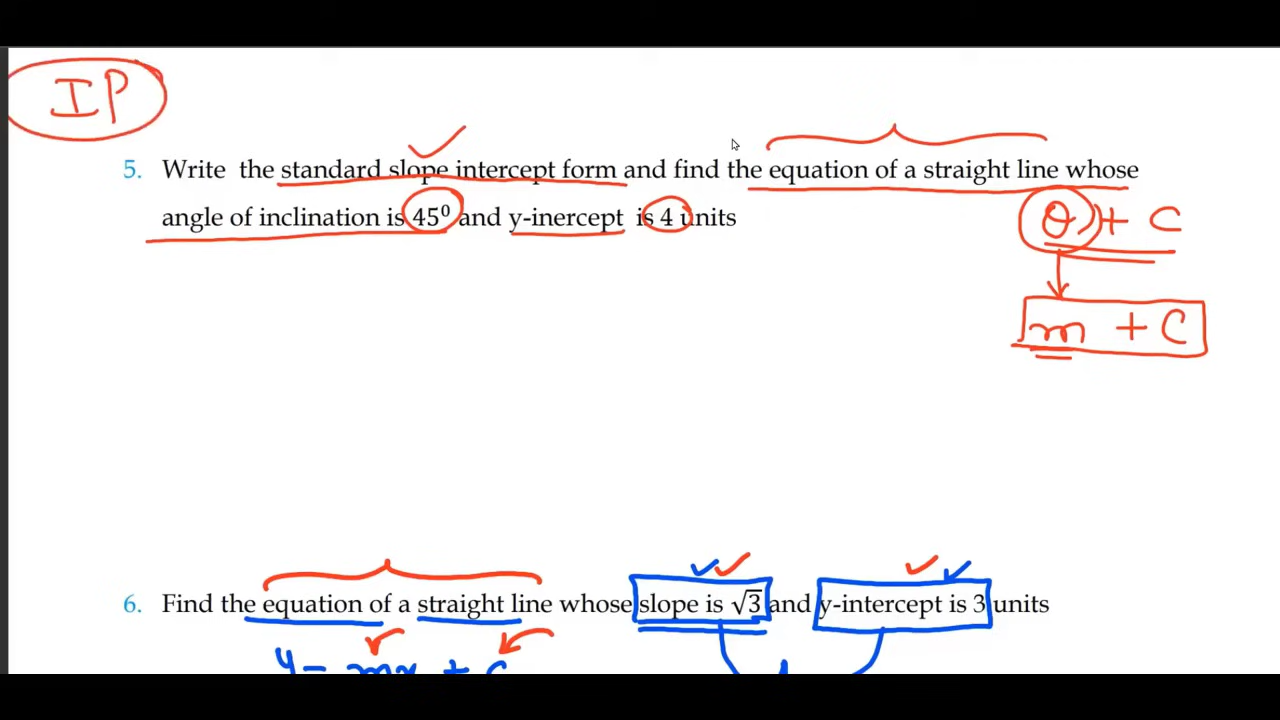 IP
5. Write the standard slope intercept form and find the equation of a straight line whose
angle of inclination is 45⁰ and y-inercept is 4 units
θ + C
m + C
6. Find the equation of a straight line whose slope is √3 and y-intercept is 3 units
y = mx + c